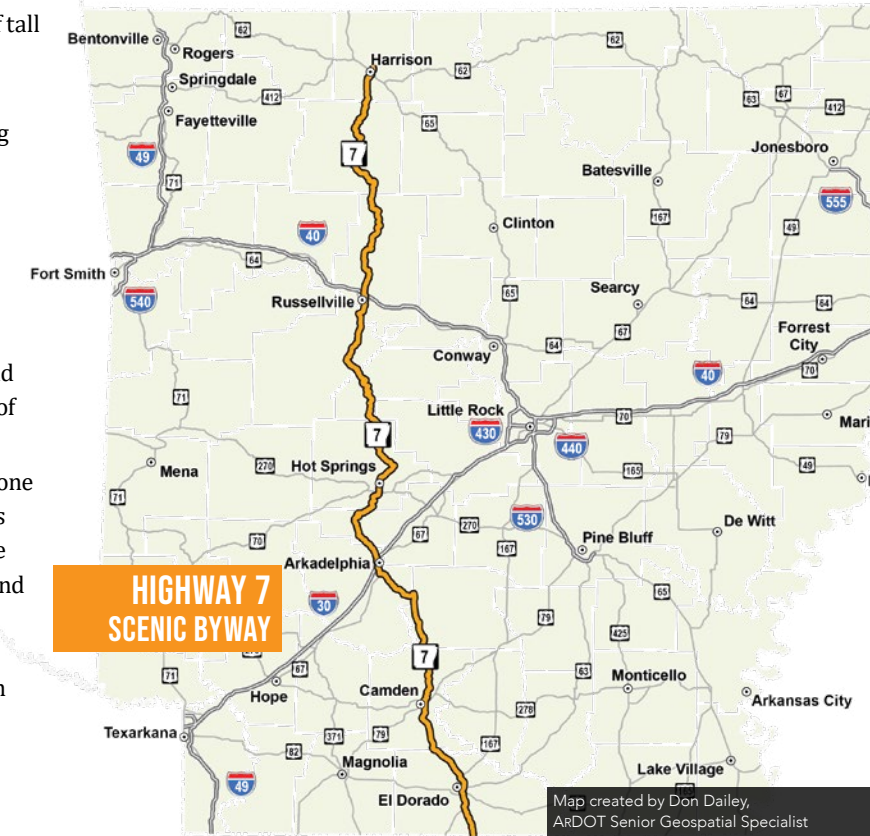 f tall
g
d
of
one
s
e
nd
n
Bentonville
Rogers
Springdale
Fayetteville
Harrison
62
62
412
65
63
67
412
Jonesboro
Batesville
49
71
7
167
555
49
Clinton
40
64
Fort Smith
540
Russellville
65
Searcy
67
64
64
Forrest
City
70
Conway
64
40
71
Little Rock
430
440
70
Mari
79
7
Hot Springs
270
Mena
71
165
49
530
De Witt
67
270
167
Pine Bluff
70
Arkadelphia
30
HIGHWAY 7
SCENIC BYWAY
65
79
425
7
71
67
Hope
Camden
63
Monticello
278
Arkansas City
Texarkana
371
79
82
167
Magnolia
Lake Village
49
El Dorado
Map created by Don Dailey,
ARDOT Senior Geospatial Specialist